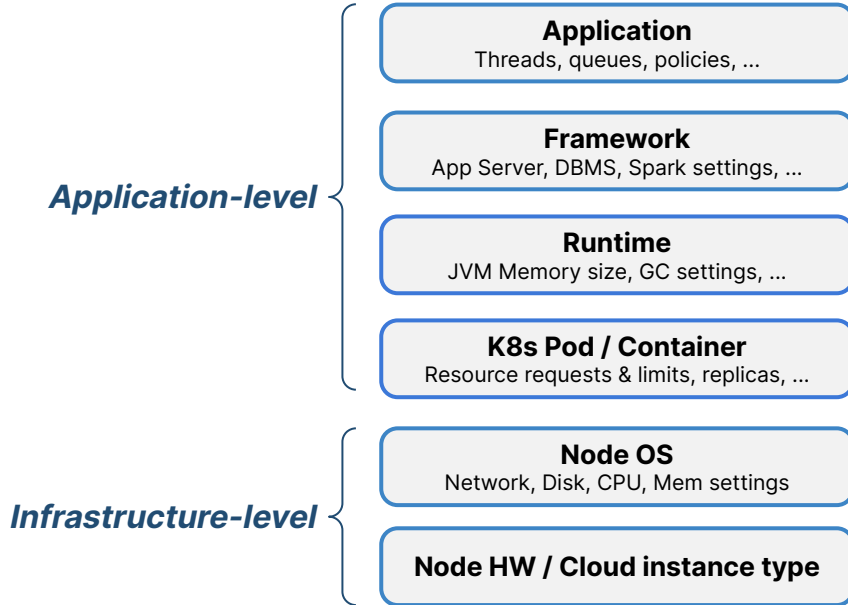 Application
Threads, queues, policies, ...
Framework
App Server, DBMS, Spark settings, ...
Application-level
Runtime
JVM Memory size, GC settings, ...
K8s Pod / Container
Resource requests & limits, replicas, ...
Node OS
Network, Disk, CPU, Mem settings
Infrastructure-level
Node HW / Cloud instance type